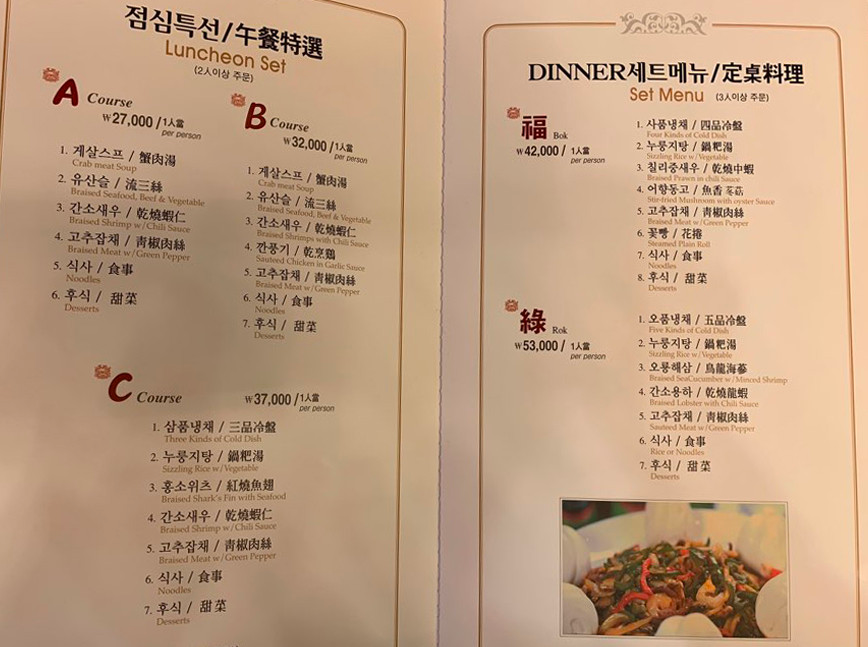 점심특선/午餐特選
Luncheon Set
(2人이상 주문)
A Course
₩27,000 / 1人當
per person
1. 게살스프 / 蟹肉湯
Crab meat Soup
2. 유산슬 / 流三絲
Braised Seafood, Beef & Vegetable
3. 간소새우 / 乾燒蝦仁
Braised Shrimp w/Chili Sauce
4. 고추잡채 / 靑椒肉絲
Braised Meat w/Green Pepper
5. 식사 / 食事
Noodles
6. 후식 / 甜菜
Desserts
B Course
₩32,000 / 1人當
per person
1. 게살스프 / 蟹肉湯
Crab meat Soup
2. 유산슬 / 流三絲
Braised Seafood, Beef & Vegetable
3. 간소새우 / 乾燒蝦仁
Braised Shrimps with Chili Sauce
4. 깐풍기 / 乾烹鷄
Sauteed Chicken in Garlic Sauce
5. 고추잡채 / 靑椒肉絲
Braised Meat w/Green Pepper
6. 식사 / 食事
Noodles
7. 후식 / 甜菜
Desserts
C Course
₩37,000 / 1人當
per person
1. 삼품냉채 / 三品冷盤
Three Kinds of Cold Dish
2. 누룽지탕 / 鍋粑湯
Sizzling Rice w/Vegetable
3. 홍소위츠 / 紅燒魚翅
Braised Shark's Fin with Seafood
4. 간소새우 / 乾燒蝦仁
Braised Shrimp w/Chili Sauce
5. 고추잡채 / 靑椒肉絲
Braised Meat w/Green Pepper
6. 식사 / 食事
Noodles
7. 후식 / 甜菜
Desserts
DINNER세트메뉴/定桌料理
Set Menu (3人이상 주문)
福 Bok
₩42,000 / 1人當
per person
1. 사품냉채 / 四品冷盤
Four Kinds of Cold Dish
2. 누룽지탕 / 鍋粑湯
Sizzling Rice w/Vegetable
3. 칠리중새우 / 乾燒中蝦
Braised Prawn in chili Sauce
4. 어향동고 / 魚香冬菇
Stir-fried Mushroom with oyster Sauce
5. 고추잡채 / 靑椒肉絲
Braised Meat w/Green Pepper
6. 꽃빵 / 花捲
Steamed Plain Roll
7. 식사 / 食事
Noodles
8. 후식 / 甜菜
Desserts
綠 Rok
₩53,000 / 1人當
per person
1. 오품냉채 / 五品冷盤
Five Kinds of Cold Dish
2. 누룽지탕 / 鍋粑湯
Sizzling Rice w/Vegetable
3. 오룡해삼 / 烏龍海蔘
Braised SeaCucumber w/Minced Shrimp
4. 간소용하 / 乾燒龍蝦
Braised Lobster with Chili Sauce
5. 고추잡채 / 靑椒肉絲
Sauteed Meat w/Green Pepper
6. 식사 / 食事
Rice or Noodles
7. 후식 / 甜菜
Desserts